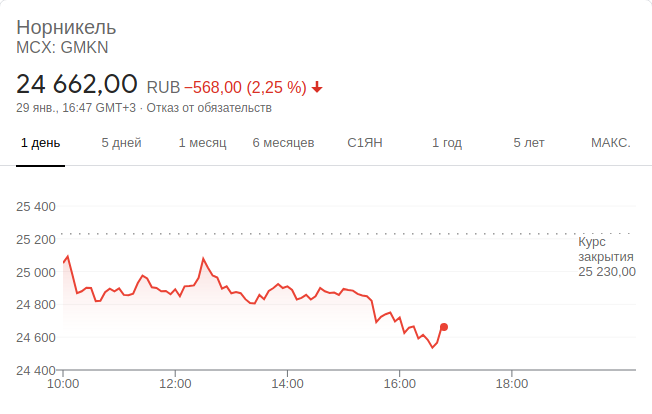 Норникель
MCX: GMKN
24 662,00 RUB −568,00 (2,25 %)
29 янв., 16:47 GMT+3 · Отказ от обязательств
1 день 5 дней 1 месяц 6 месяцев С1ЯН 1 год 5 лет МАКС.
25 400
25 200
25 000
24 800
24 600
24 400
Курс
закрытия
25 230,00
10:00 12:00 14:00 16:00 18:00